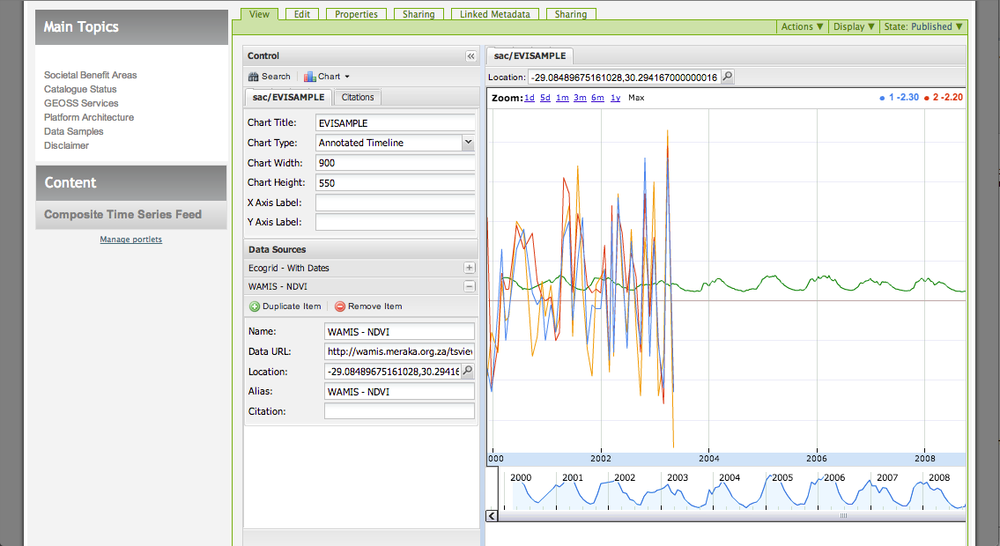 Main Topics
Societal Benefit Areas
Catalogue Status
GEOSS Services
Platform Architecture
Data Samples
Disclaimer
Content
Composite Time Series Feed
Manage portlets
View Edit Properties Sharing Linked Metadata Sharing
Actions ▼ Display ▼ State: Published ▼
Control
Search Chart
sac/EVISAMPLE Citations
Chart Title: EVISAMPLE
Chart Type: Annotated Timeline
Chart Width: 900
Chart Height: 550
X Axis Label:
Y Axis Label:
Data Sources
Ecogrid - With Dates
WAMIS - NDVI
Duplicate Item Remove Item
Name: WAMIS - NDVI
Data URL: http://wamis.meraka.org.za/tsview
Location: -29.08489675161028,30.29416
Alias: WAMIS - NDVI
Citation:
sac/EVISAMPLE
Location: -29.08489675161028,30.294167000000016
Zoom: 1d 5d 1m 3m 6m 1y Max
1 -2.30 2 -2.20
000 2002 2004 2006 2008
2000 2001 2002 2003 2004 2005 2006 2007 2008